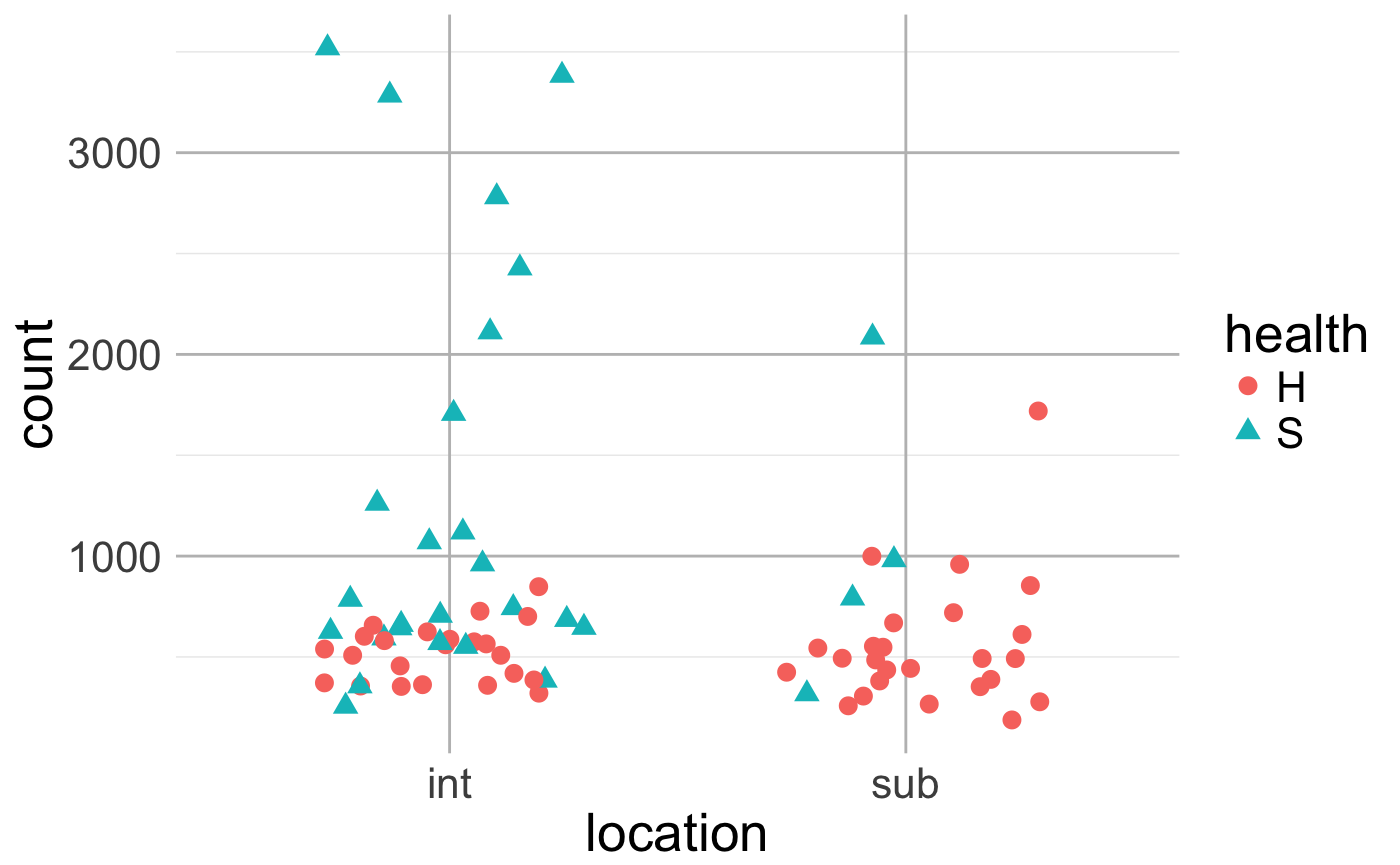 3000
2000
1000
count
int
sub
location
health
H
S